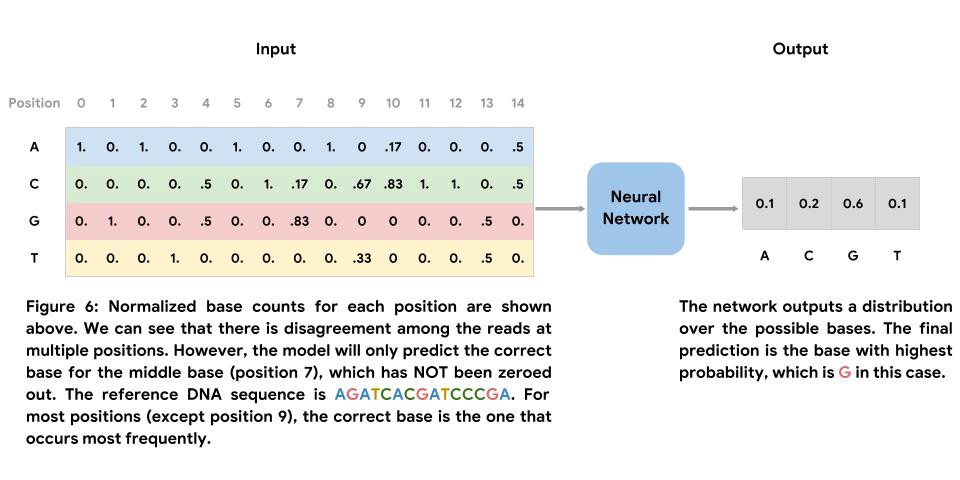 Input
Output
Position 0 1 2 3 4 5 6 7 8 9 10 11 12 13 14
A 1. 0. 1. 0. 0. 1. 0. 0. 1. 0 .17 0. 0. 0. .5
C 0. 0. 0. 0. .5 0. 1. .17 0. .67 .83 1. 1. 0. .5
G 0. 1. 0. 0. .5 0. 0. .83 0. 0 0 0. 0. .5 0.
T 0. 0. 0. 1. 0. 0. 0. 0. 0. .33 0 0. 0. .5 0.
Neural
Network
0.1 0.2 0.6 0.1
A C G T
Figure 6: Normalized base counts for each position are shown
above. We can see that there is disagreement among the reads at
multiple positions. However, the model will only predict the correct
base for the middle base (position 7), which has NOT been zeroed
out. The reference DNA sequence is AGATCACGATCCCGA. For
most positions (except position 9), the correct base is the one that
occurs most frequently.
The network outputs a distribution
over the possible bases. The final
prediction is the base with highest
probability, which is G in this case.